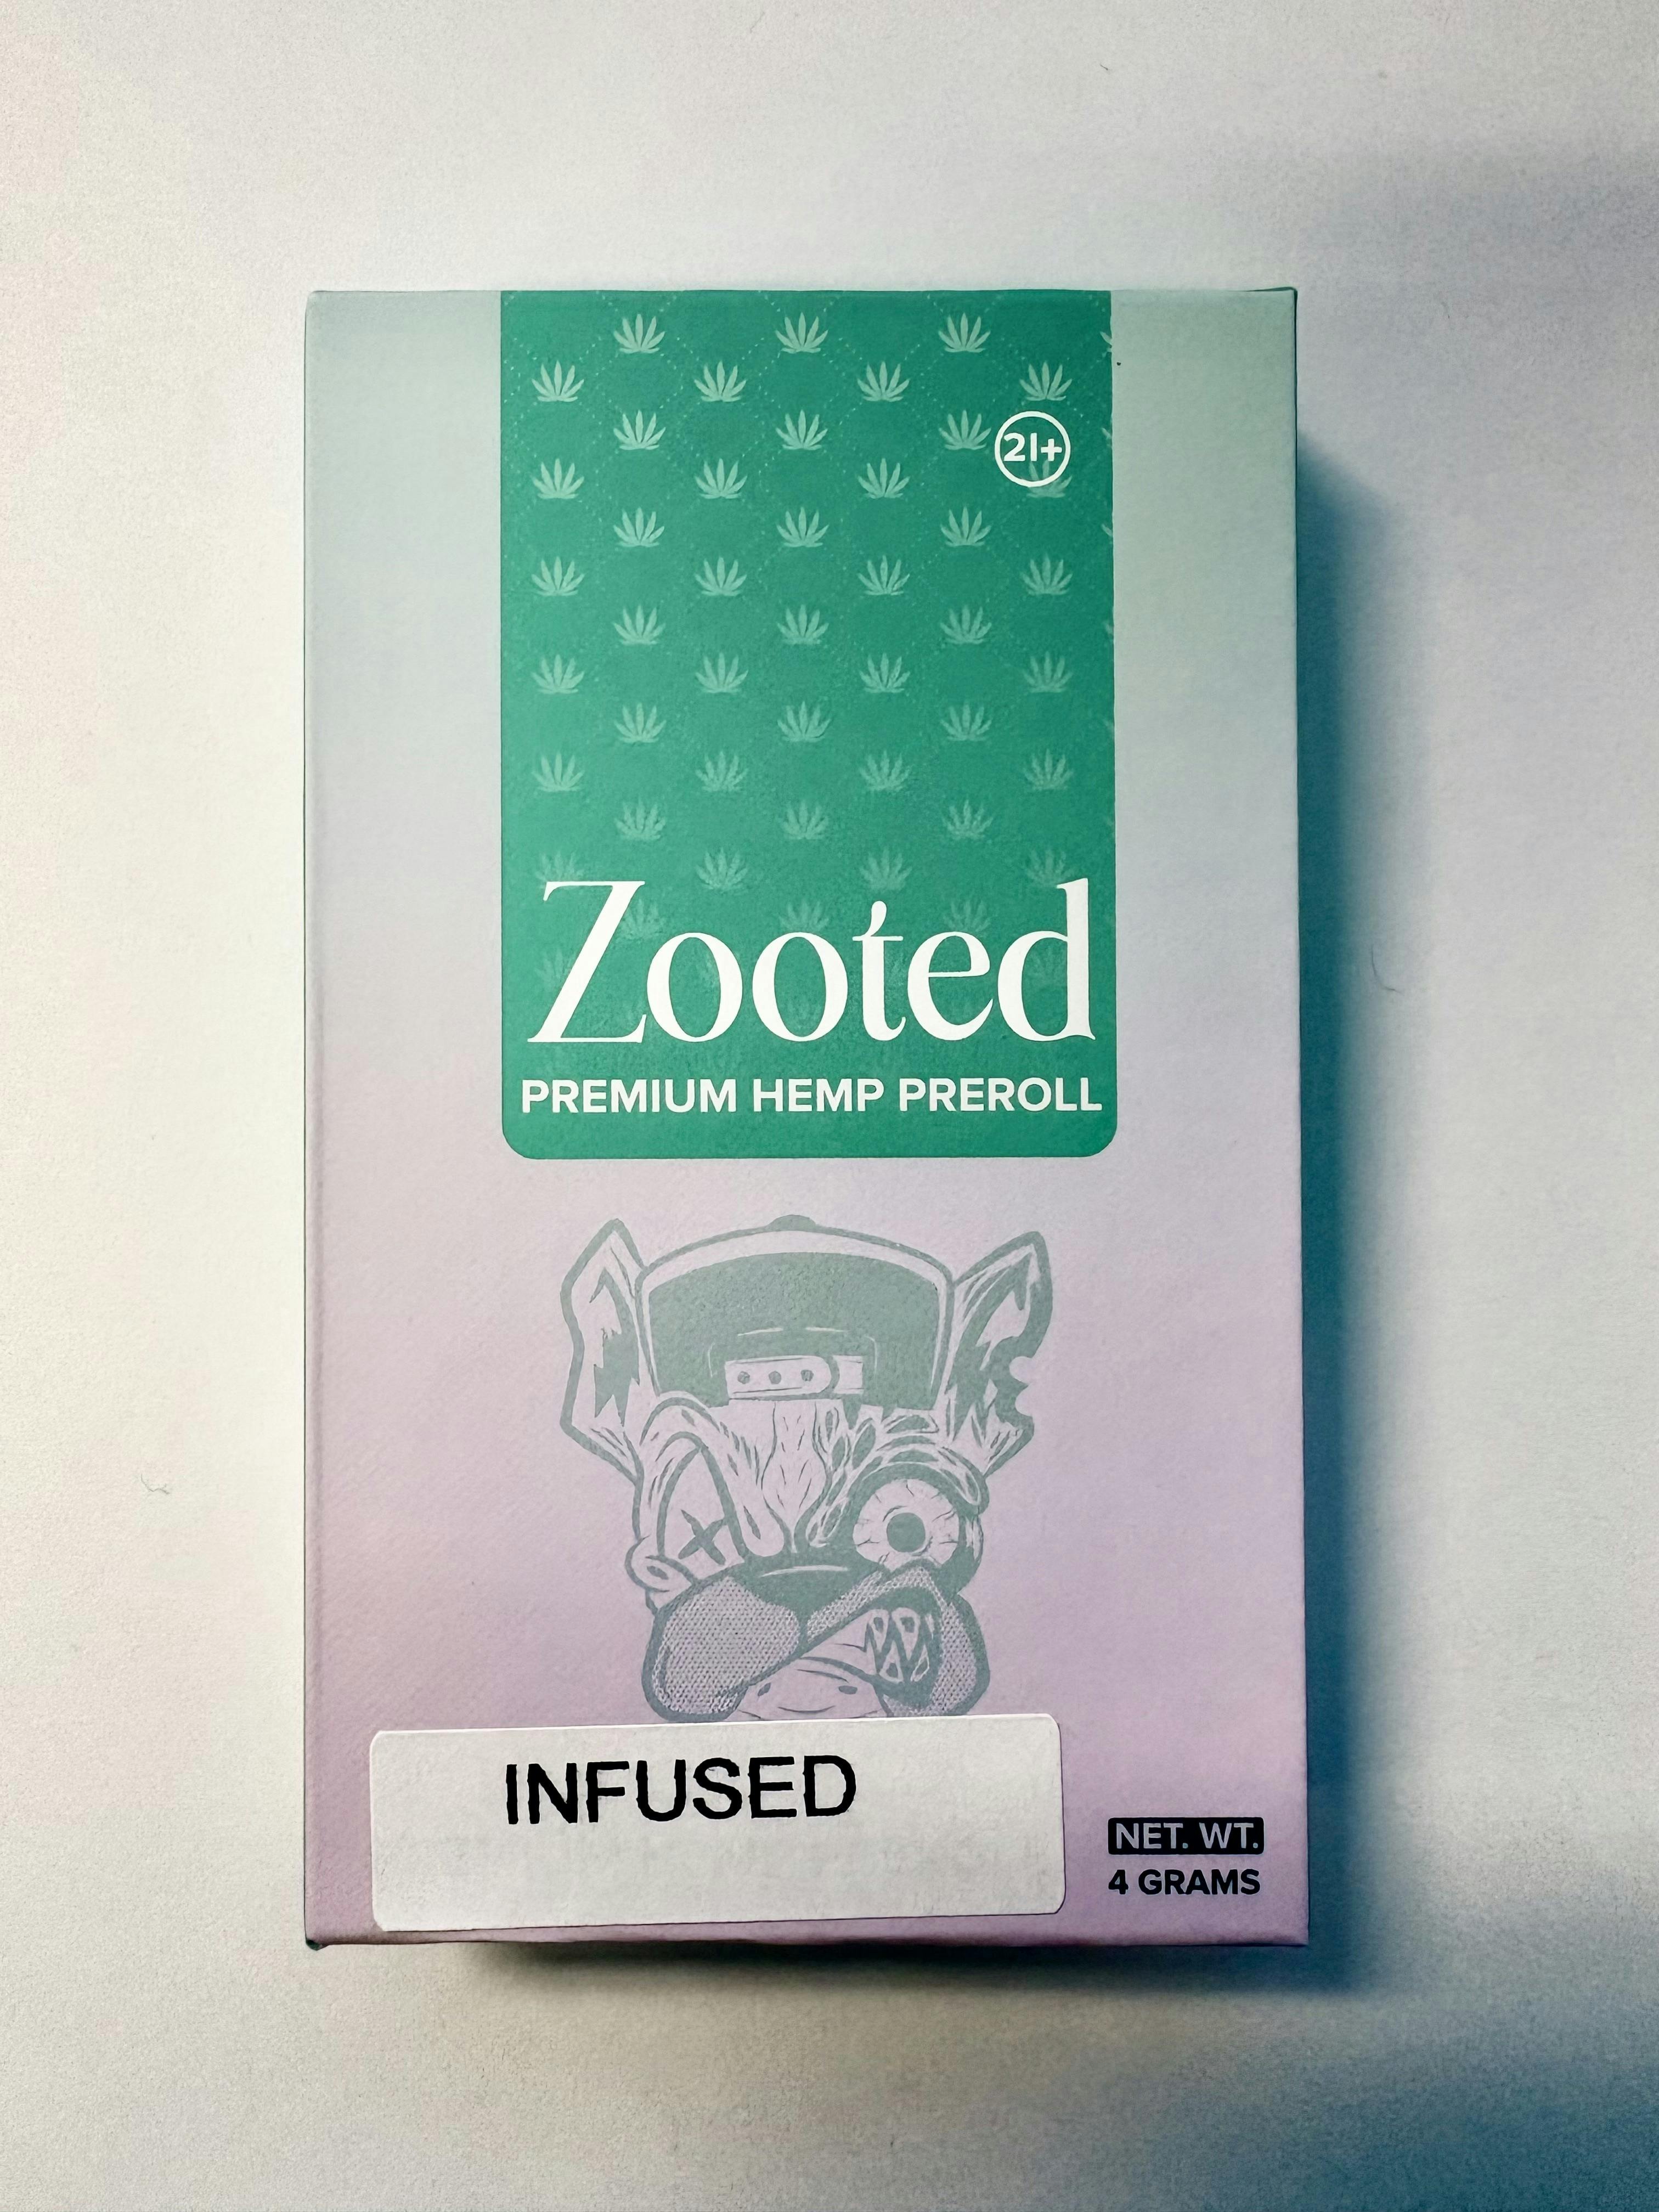 21+
Zooted
PREMIUM HEMP PREROLL
INFUSED
NET. WT.
4 GRAMS